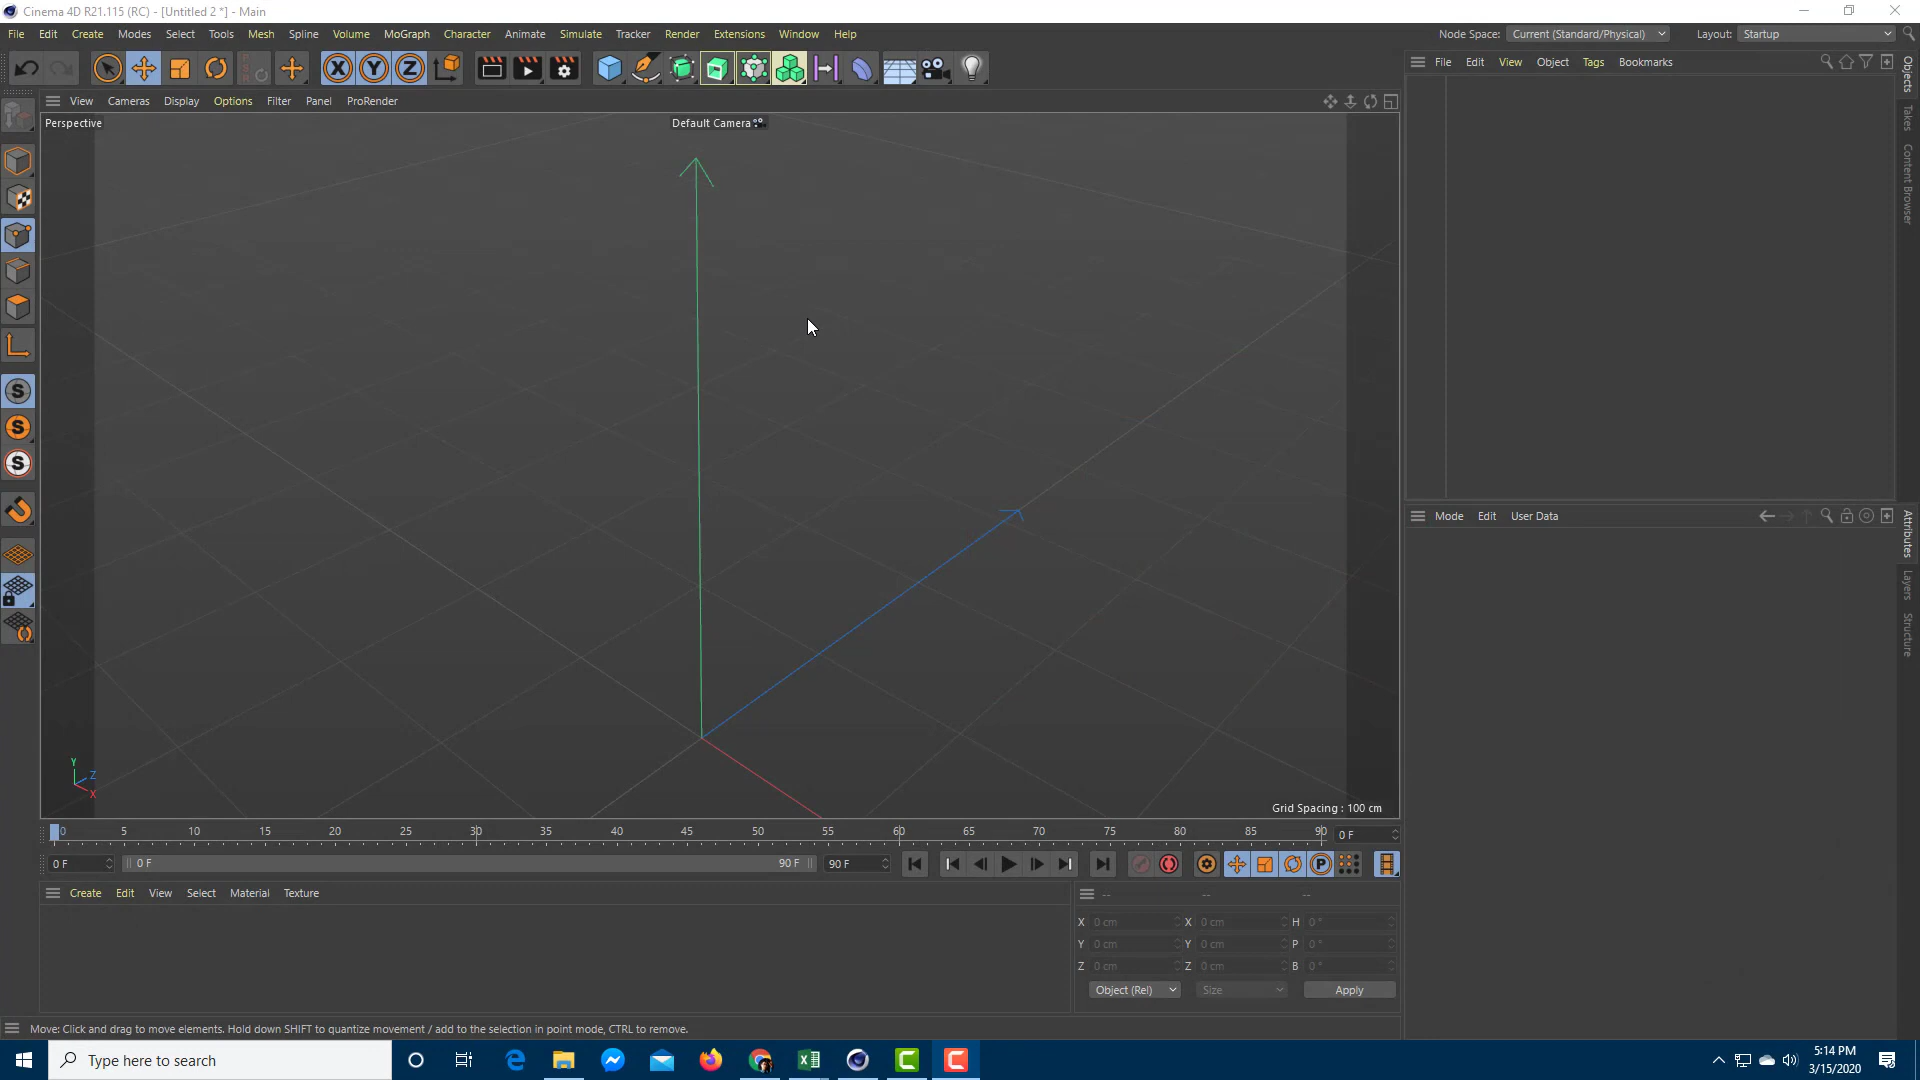 Cinema 4D R21.115 (RC) - [Untitled 2 *] - Main
File Edit Create Modes Select Tools Mesh Spline Volume MoGraph Character Animate Simulate Tracker Render Extensions Window Help
Node Space: Current (Standard/Physical) Layout: Startup
X Y Z
File Edit View Object Tags Bookmarks
View Cameras Display Options Filter Panel ProRender
Perspective
Default Camera
Objects
Takes
Content Browser
S
S
S
Mode Edit User Data
Attributes
Layers
Structure
Y
Z
X
Grid Spacing : 100 cm
0 5 10 15 20 25 30 35 40 45 50 55 60 65 70 75 80 85 90 0 F
0 F 0 F 90 F 90 F P
Create Edit View Select Material Texture
-- -- --
X 0 cm X 0 cm H 0 °
Y 0 cm Y 0 cm P 0 °
Z 0 cm Z 0 cm B 0 °
Object (Rel) Size Apply
Move: Click and drag to move elements. Hold down SHIFT to quantize movement / add to the selection in point mode, CTRL to remove.
Type here to search
5:14 PM
3/15/2020